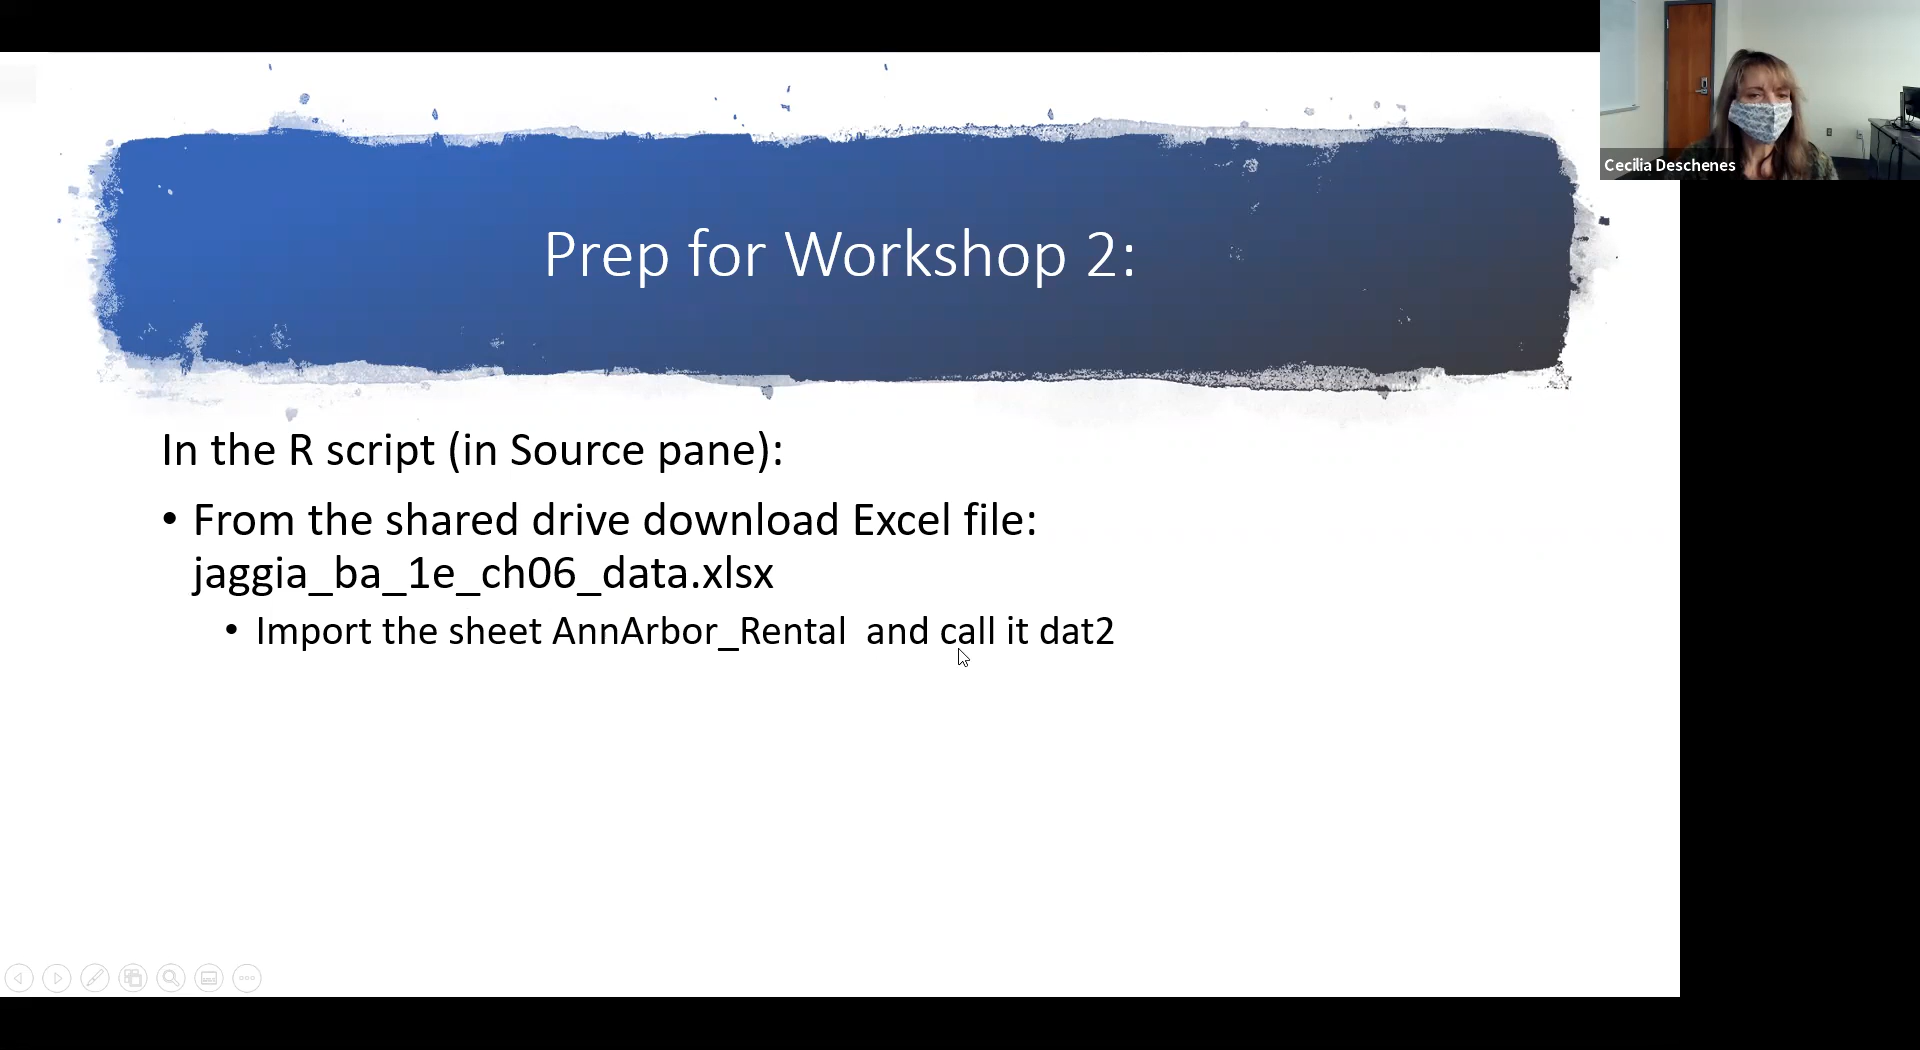 Prep for Workshop 2:
In the R script (in Source pane):
• From the shared drive download Excel file:
jaggia_ba_1e_ch06_data.xlsx
• Import the sheet AnnArbor_Rental  and call it dat2
Cecilia Deschenes